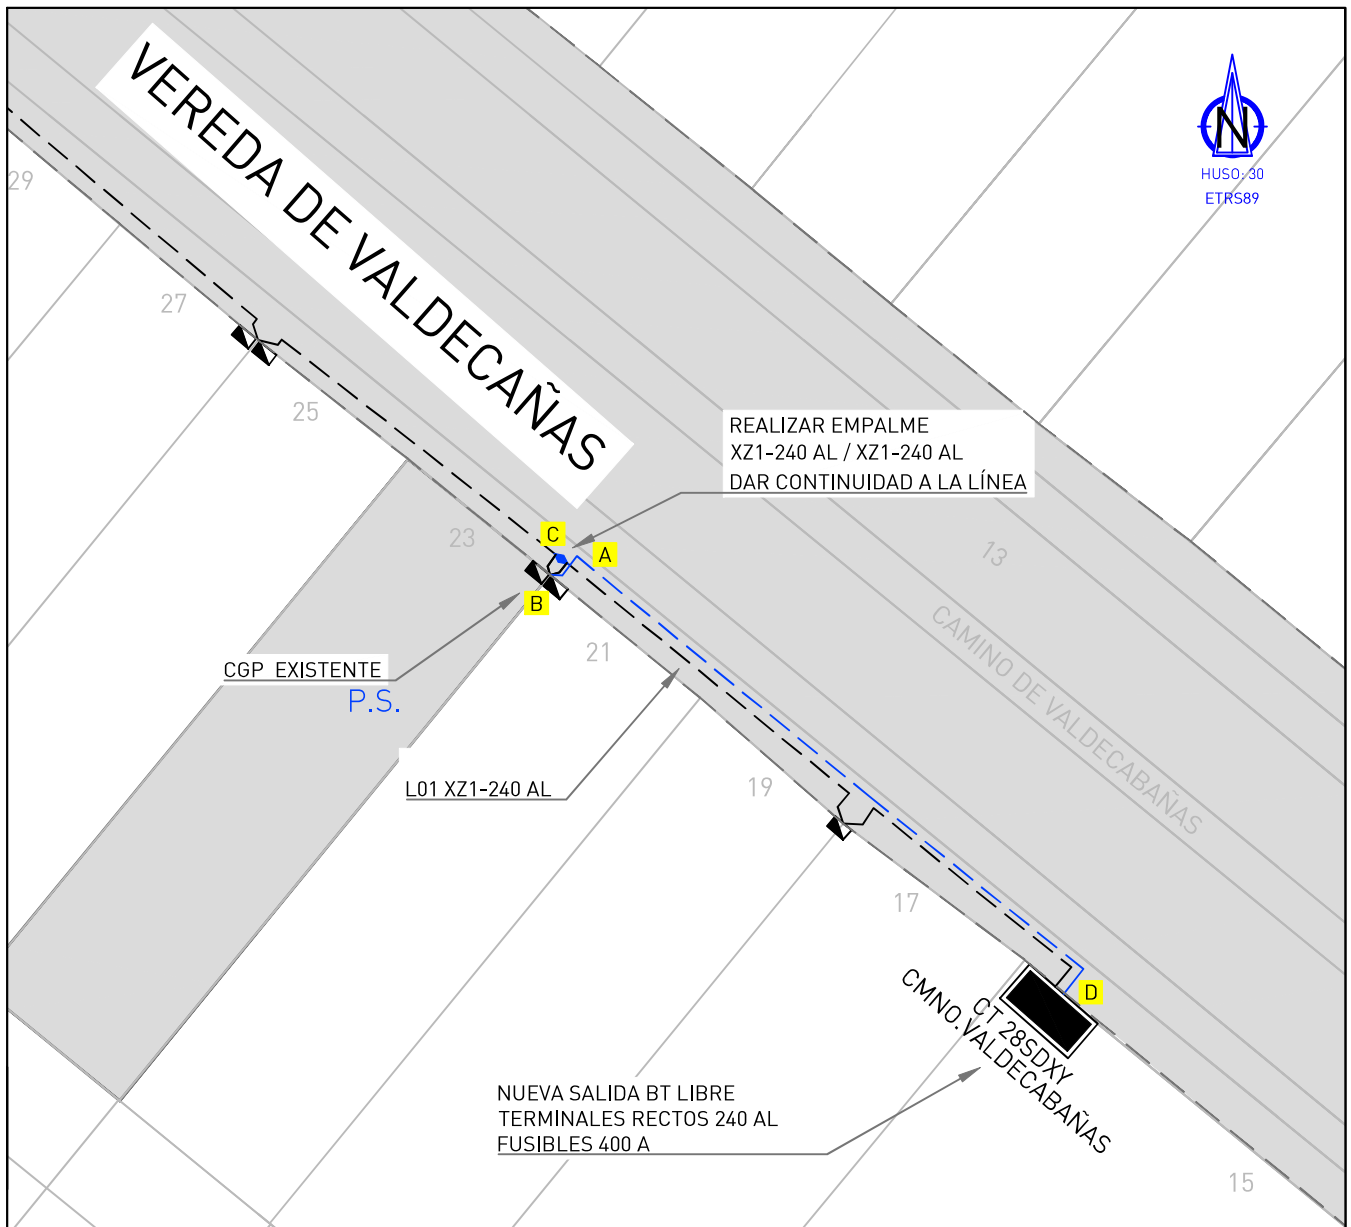 VEREDA DE VALDECAÑAS
N
HUSO: 30
ETRS89
29
27
25
23
21
19
17
15
13
REALIZAR EMPALME
XZ1-240 AL / XZ1-240 AL
DAR CONTINUIDAD A LA LÍNEA
C
A
B
CGP EXISTENTE
P.S.
L01 XZ1-240 AL
CAMINO DE VALDECABAÑAS
D
CT 28SDXY
CMNO.VALDECABAÑAS
NUEVA SALIDA BT LIBRE
TERMINALES RECTOS 240 AL
FUSIBLES 400 A